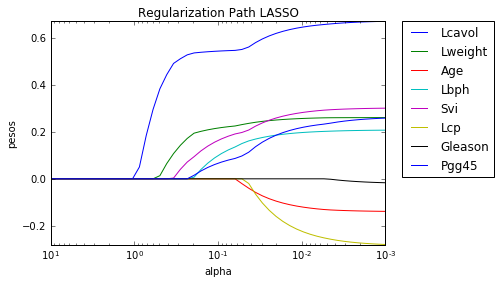 Regularization Path LASSO
0.6
0.4
0.2
0.0
−0.2
pesos
10¹
10⁰
10⁻¹
10⁻²
10⁻³
alpha
Lcavol
Lweight
Age
Lbph
Svi
Lcp
Gleason
Pgg45